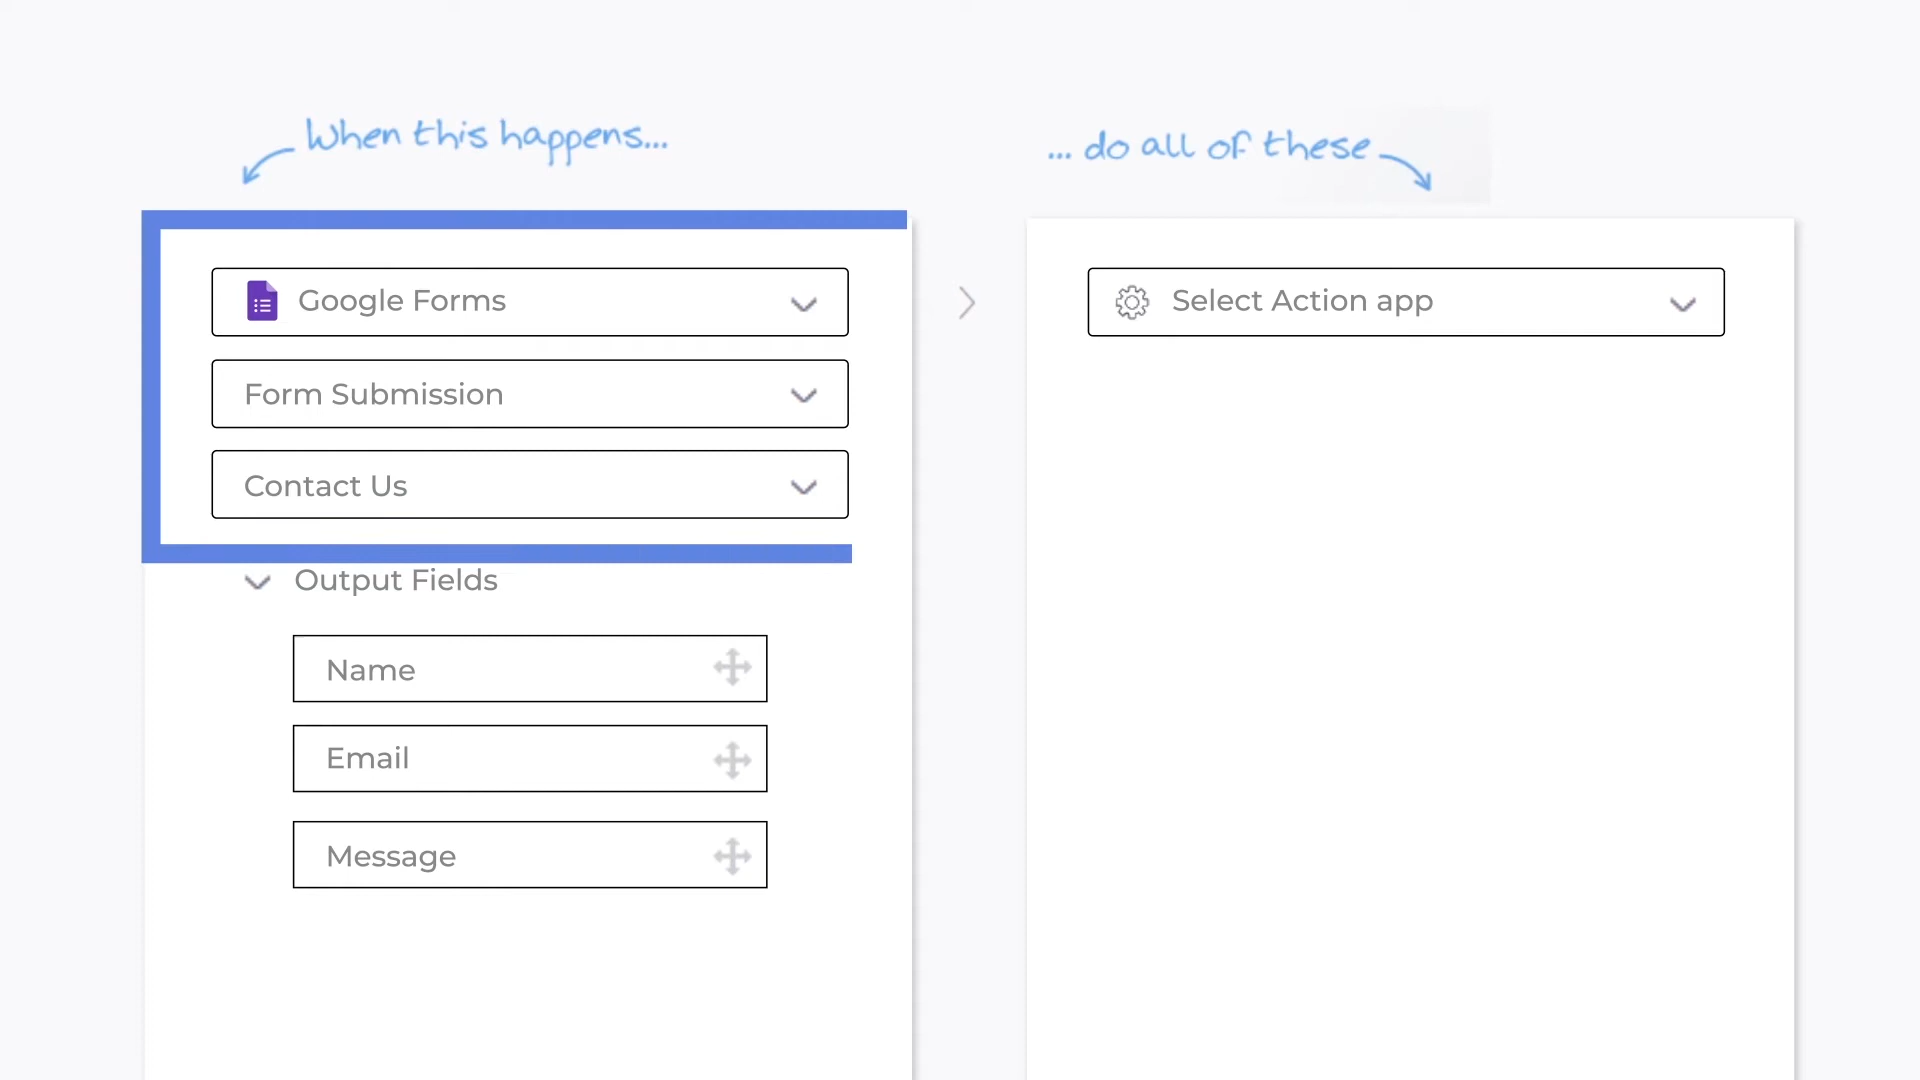 When this happens...
... do all of these
Google Forms
Form Submission
Contact Us
Output Fields
Name
Email
Message
Select Action app